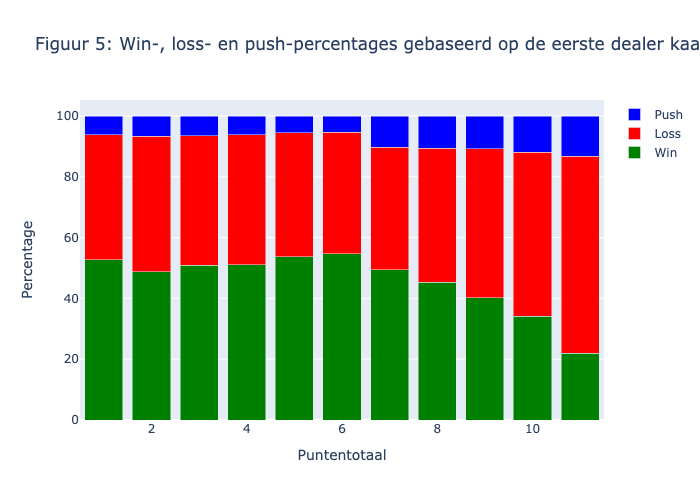 Figuur 5: Win-, loss- en push-percentages gebaseerd op de eerste dealer kaa
100
80
60
40
20
0
Percentage
2 4 6 8 10
Puntentotaal
Push
Loss
Win